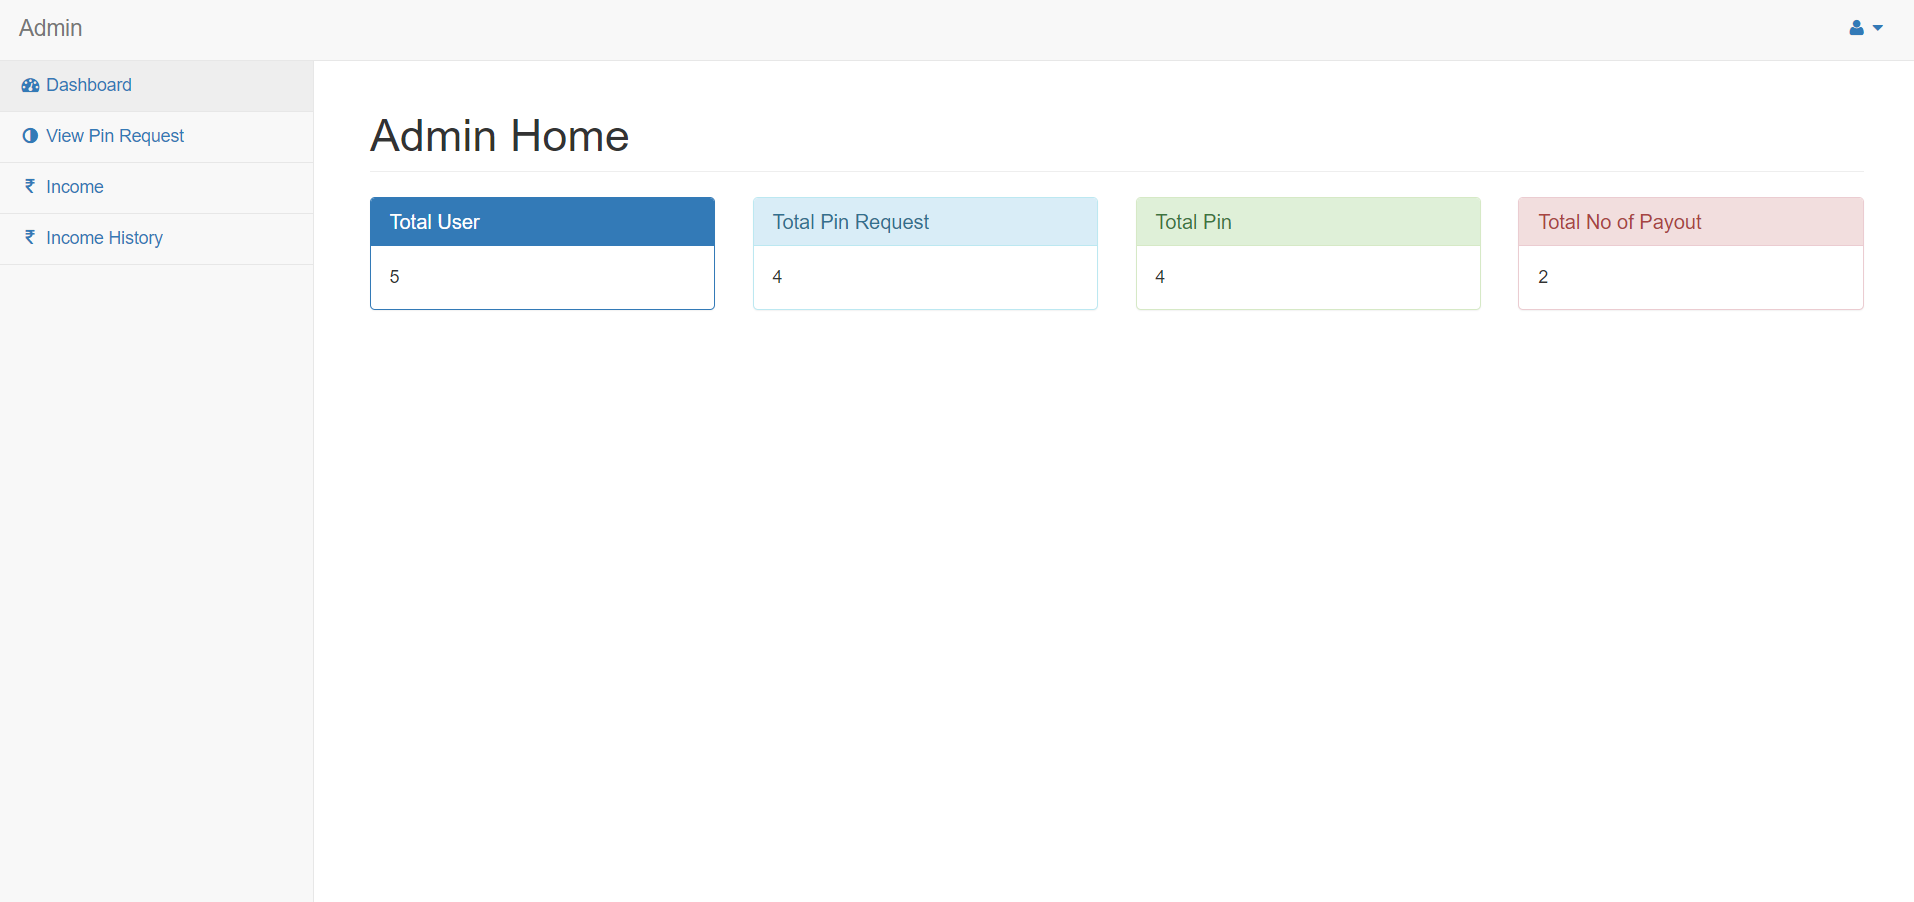 Admin
Dashboard
View Pin Request
₹ Income
₹ Income History
Admin Home
Total User
5
Total Pin Request
4
Total Pin
4
Total No of Payout
2